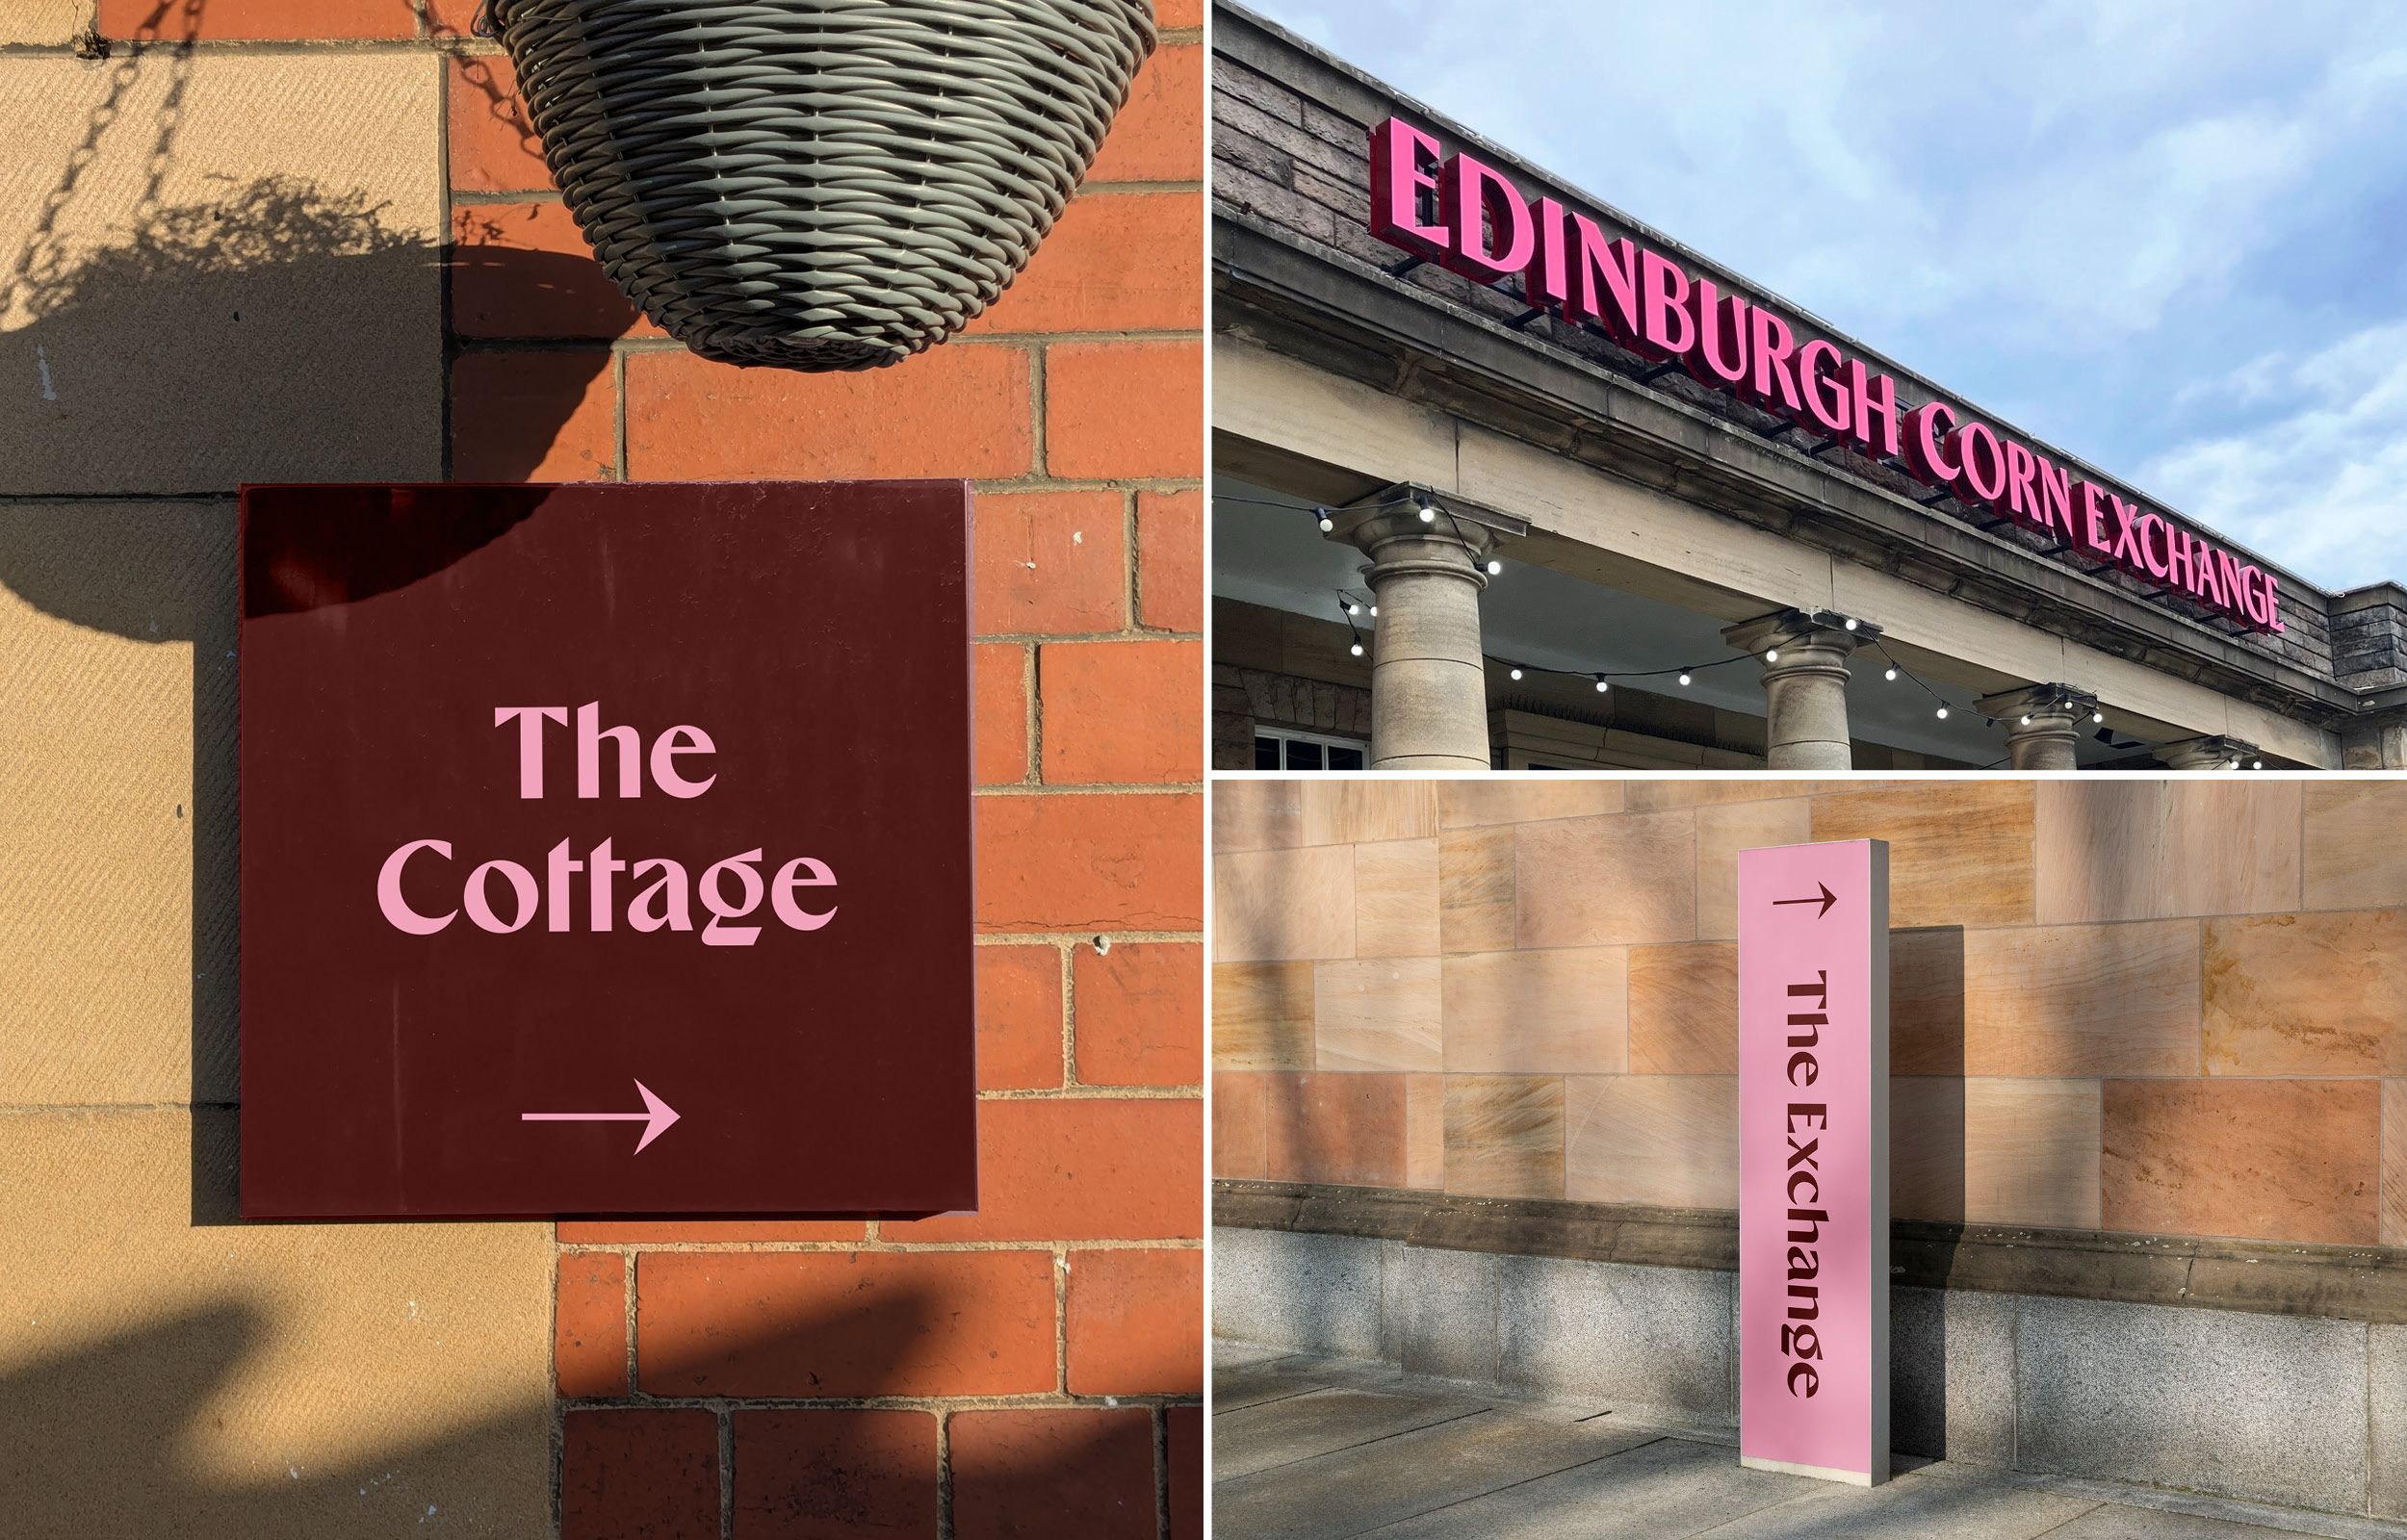 The
Cottage
→
EDINBURGH CORN EXCHANGE
→ The Exchange